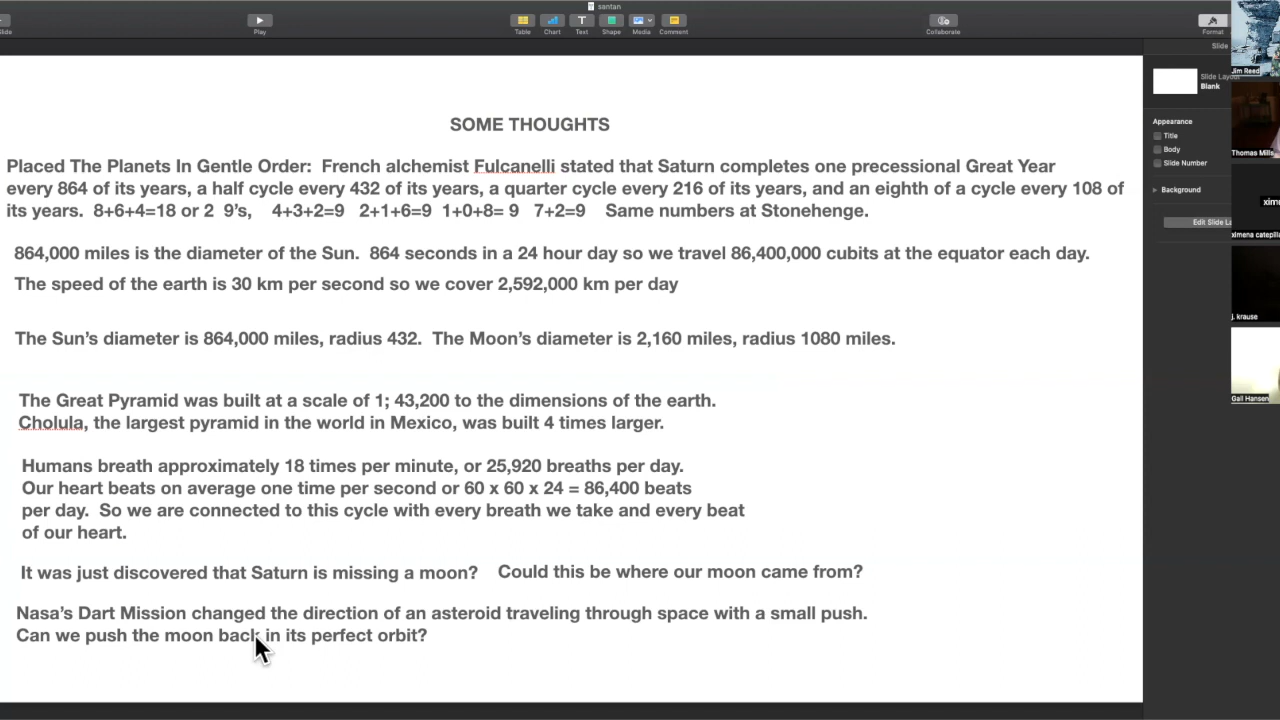 santan
Slide
Play
Table Chart Text Shape Media Comment
Collaborate
Format
Slide
Slide Layout
Blank
Appearance
Title
Body
Slide Number
Background
Jim Reed
Thomas Mills
ximena
j. krause
Gail Hansen
SOME THOUGHTS
Placed The Planets In Gentle Order: French alchemist Fulcanelli stated that Saturn completes one precessional Great Year
every 864 of its years, a half cycle every 432 of its years, a quarter cycle every 216 of its years, and an eighth of a cycle every 108 of
its years. 8+6+4=18 or 2 9’s, 4+3+2=9 2+1+6=9 1+0+8= 9 7+2=9 Same numbers at Stonehenge.
864,000 miles is the diameter of the Sun. 864 seconds in a 24 hour day so we travel 86,400,000 cubits at the equator each day.
The speed of the earth is 30 km per second so we cover 2,592,000 km per day
The Sun’s diameter is 864,000 miles, radius 432. The Moon’s diameter is 2,160 miles, radius 1080 miles.
The Great Pyramid was built at a scale of 1; 43,200 to the dimensions of the earth.
Cholula, the largest pyramid in the world in Mexico, was built 4 times larger.
Humans breath approximately 18 times per minute, or 25,920 breaths per day.
Our heart beats on average one time per second or 60 x 60 x 24 = 86,400 beats
per day. So we are connected to this cycle with every breath we take and every beat
of our heart.
It was just discovered that Saturn is missing a moon? Could this be where our moon came from?
Nasa’s Dart Mission changed the direction of an asteroid traveling through space with a small push.
Can we push the moon back in its perfect orbit?